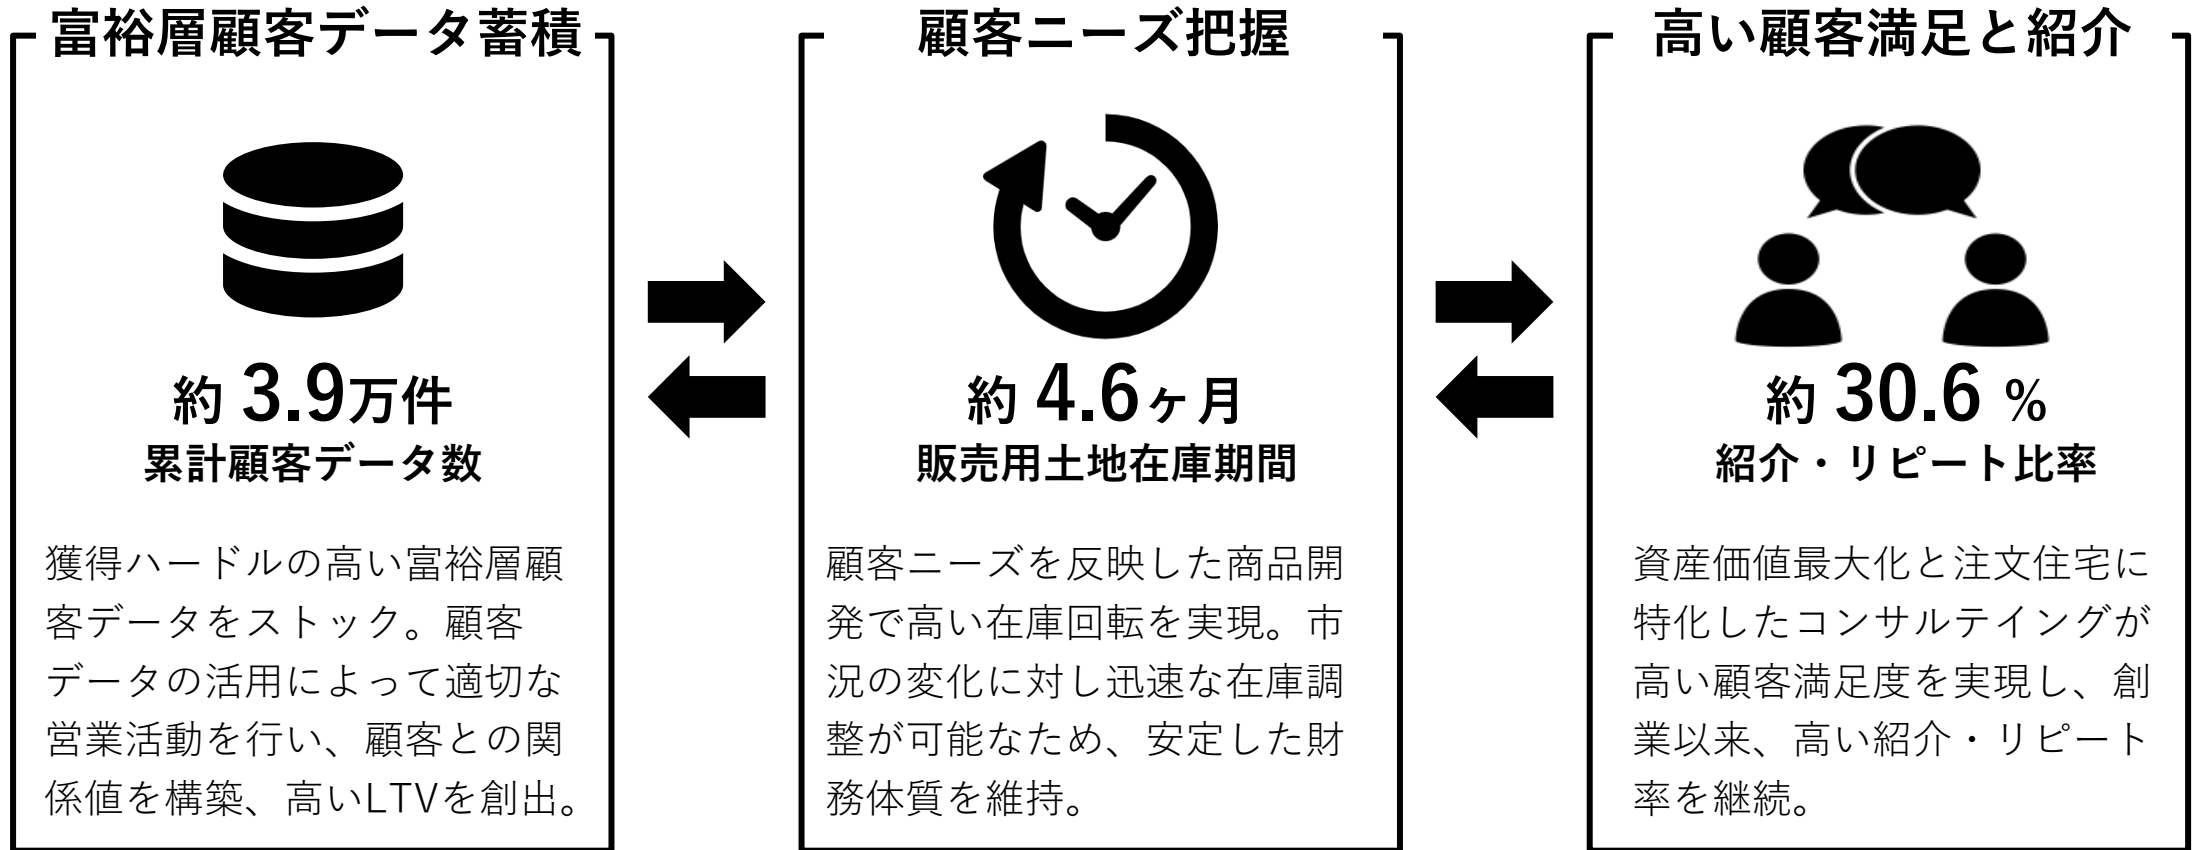 富裕層顧客データ蓄積
約 3.9万件
累計顧客データ数
獲得ハードルの高い富裕層顧
客データをストック。顧客
データの活用によって適切な
営業活動を行い、顧客との関
係値を構築、高いLTVを創出。
顧客ニーズ把握
約 4.6ヶ月
販売用土地在庫期間
顧客ニーズを反映した商品開
発で高い在庫回転を実現。市
況の変化に対し迅速な在庫調
整が可能なため、安定した財
務体質を維持。
高い顧客満足と紹介
約 30.6 %
紹介・リピート比率
資産価値最大化と注文住宅に
特化したコンサルテイングが
高い顧客満足度を実現し、創
業以来、高い紹介・リピート
率を継続。